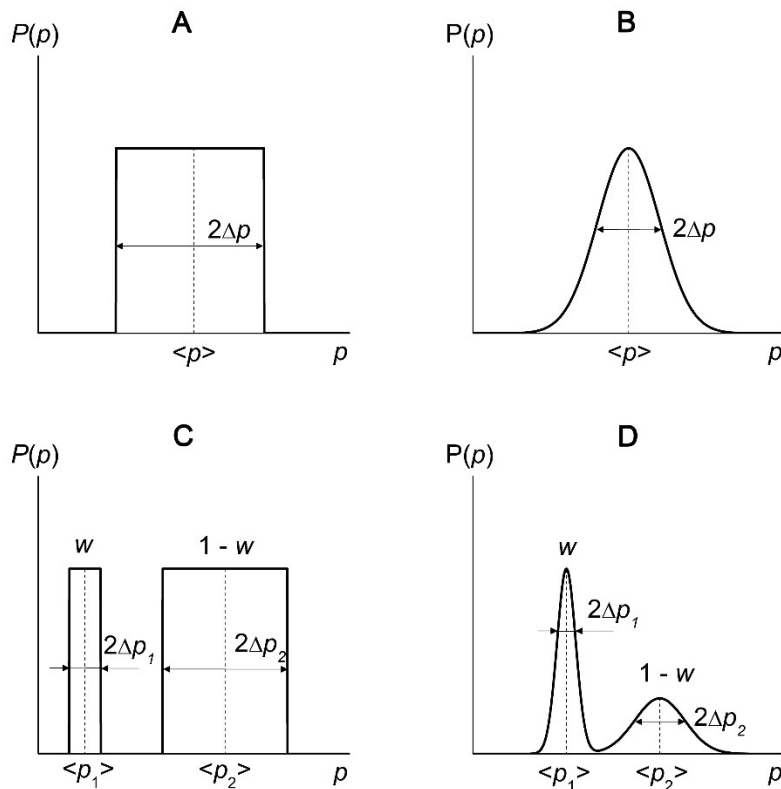 A
P(p)
2Δp
<p>
p
B
P(p)
2Δp
<p>
p
C
P(p)
w
1 - w
2Δp₁
2Δp₂
<p₁>
<p₂>
p
D
P(p)
w
2Δp₁
1 - w
2Δp₂
<p₁>
<p₂>
p